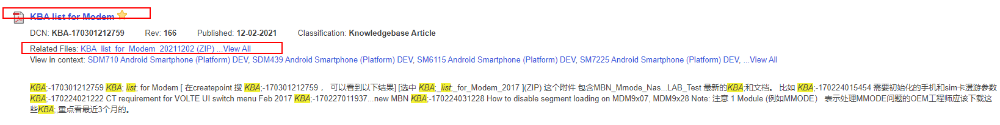 KBA list for Modem
DCN: KBA-170301212759 Rev: 166 Published: 12-02-2021 Classification: Knowledgebase Article
Related Files: KBA_list_for_Modem_20211202 (ZIP) ...View All
View in context: SDM710 Android Smartphone (Platform) DEV, SDM439 Android Smartphone (Platform) DEV, SM6115 Android Smartphone (Platform) DEV, SM7225 Android Smartphone (Platform) DEV, ...View All
KBA;-170301212759 KBA; list; for Modem [ 在createpoint 搜 KBA;-170301212759 ， 可以看到以下结果] [选中 KBA;_list;_for_Modem_2017 ](ZIP) 这个附件 包含MBN_Mmode_Nas...LAB_Test 最新的KBA;和文档。 比如 KBA;-170224015454 需要初始化的手机和sim卡漫游参数
KBA;-170224021222 CT requirement for VOLTE UI switch menu Feb 2017 KBA;-170227011937...new MBN KBA;-170224031228 How to disable segment loading on MDM9x07, MDM9x28 Note: 注意 1 Module (例如MMODE） 表示处理MMODE问题的OEM工程师应该下载这
些KBA;,重点看最近3个月的。